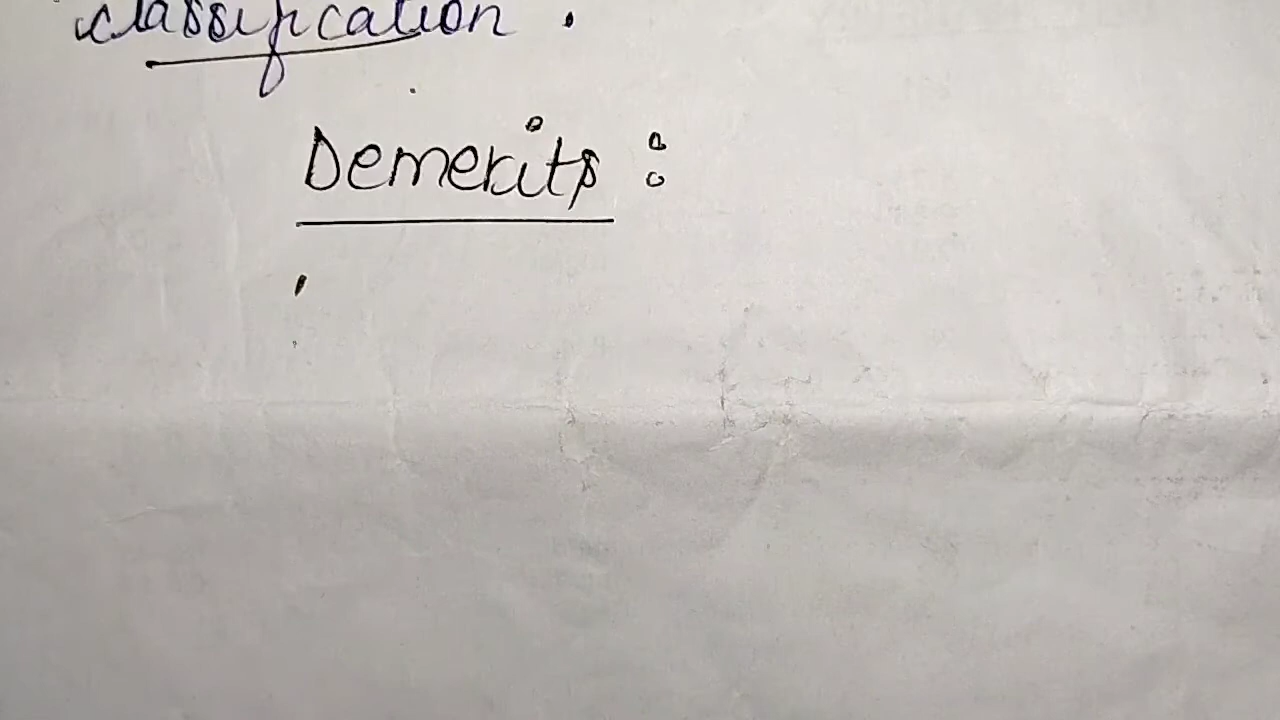 classification .
Demerits :